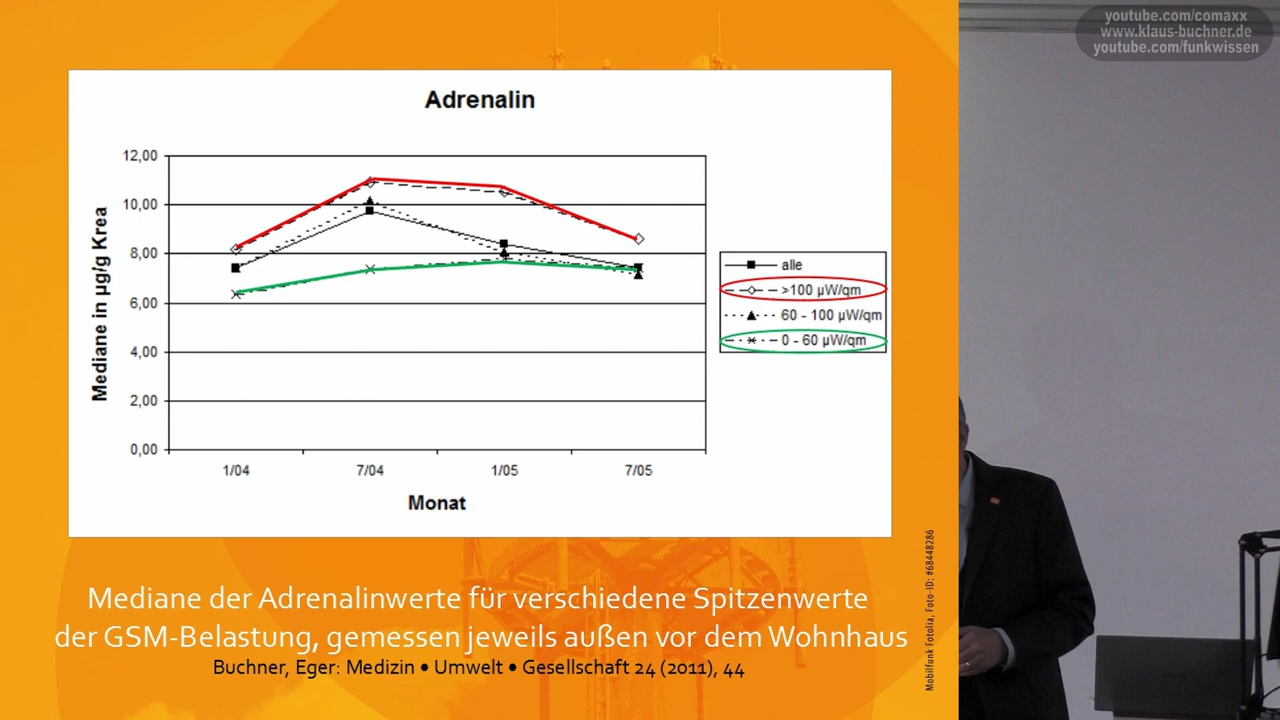 youtube.com/comaxx
www.klaus-buchner.de
youtube.com/funkwissen
Adrenalin
12,00
10,00
8,00
6,00
4,00
2,00
0,00
Mediane in µg/g Krea
1/04
7/04
1/05
7/05
Monat
alle
>100 µW/qm
60 - 100 µW/qm
0 - 60 µW/qm
Mediane der Adrenalinwerte für verschiedene Spitzenwerte
der GSM-Belastung, gemessen jeweils außen vor dem Wohnhaus
Buchner, Eger: Medizin • Umwelt • Gesellschaft 24 (2011), 44
Mobilfunk Fotolia, Foto-ID: #68448286